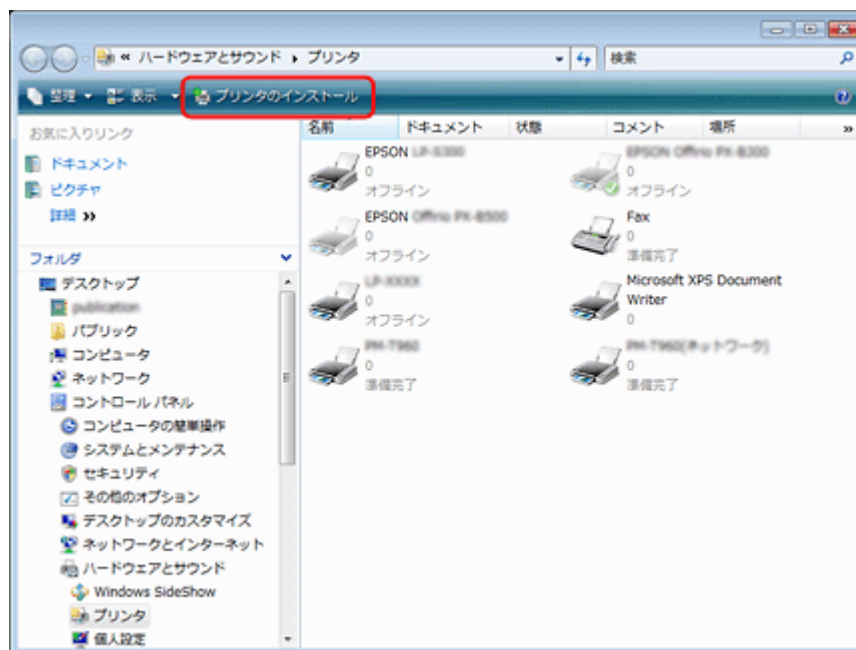 « ハードウェアとサウンド ▸ プリンタ
検索
整理 表示 プリンタのインストール
お気に入りリンク
ドキュメント
ピクチャ
詳細 »
フォルダ
デスクトップ
パブリック
コンピュータ
ネットワーク
コントロール パネル
コンピュータの簡単操作
システムとメンテナンス
セキュリティ
その他のオプション
デスクトップのカスタマイズ
ネットワークとインターネット
ハードウェアとサウンド
Windows SideShow
プリンタ
個人設定
名前 ドキュメント 状態 コメント 場所 »
EPSON
0
オフライン
0
オフライン
EPSON
0
オフライン
Fax
0
準備完了
0
オフライン
Microsoft XPS Document
Writer
0
0
準備完了
0
準備完了